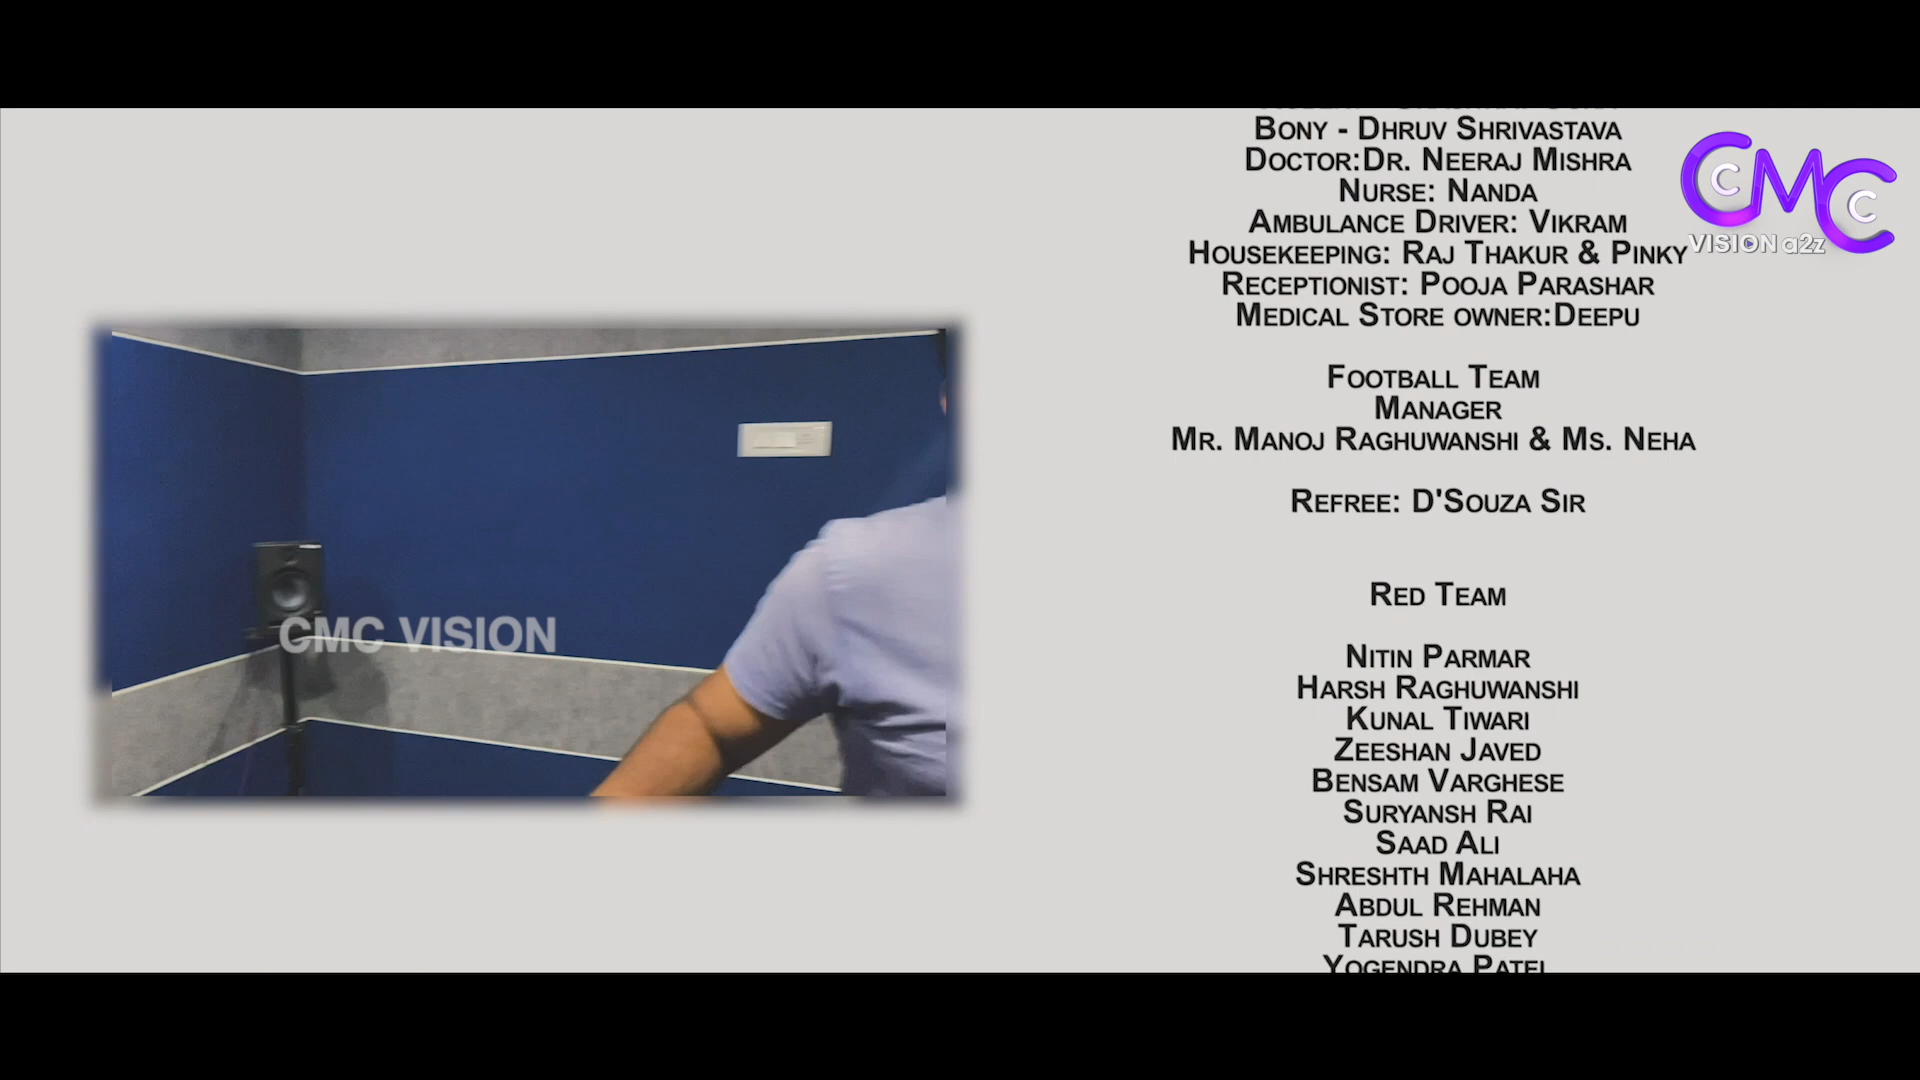 Bony - Dhruv Shrivastava
Doctor:Dr. Neeraj Mishra
Nurse: Nanda
Ambulance Driver: Vikram
Housekeeping: Raj Thakur & Pinky
Receptionist: Pooja Parashar
Medical Store owner:Deepu
Football Team
Manager
Mr. Manoj Raghuwanshi & Ms. Neha
Refree: D'Souza Sir
Red Team
Nitin Parmar
Harsh Raghuwanshi
Kunal Tiwari
Zeeshan Javed
Bensam Varghese
Suryansh Rai
Saad Ali
Shreshth Mahalaha
Abdul Rehman
Tarush Dubey
Yogendra Patel
CMC
VISION a2z
CMC VISION